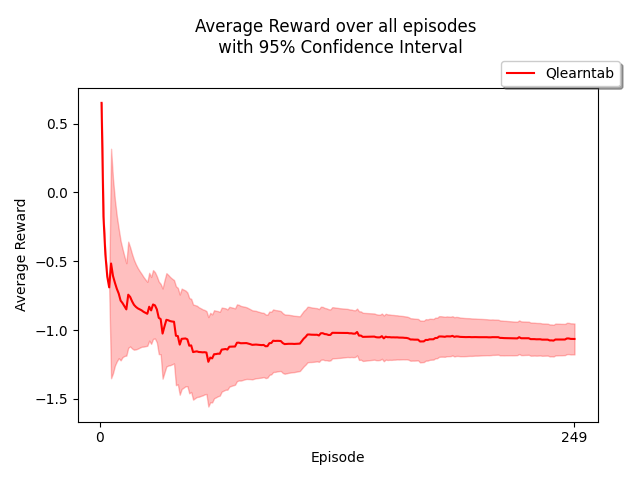 Average Reward over all episodes
with 95% Confidence Interval
Qlearntab
0.5
0.0
−0.5
−1.0
−1.5
Average Reward
0
249
Episode